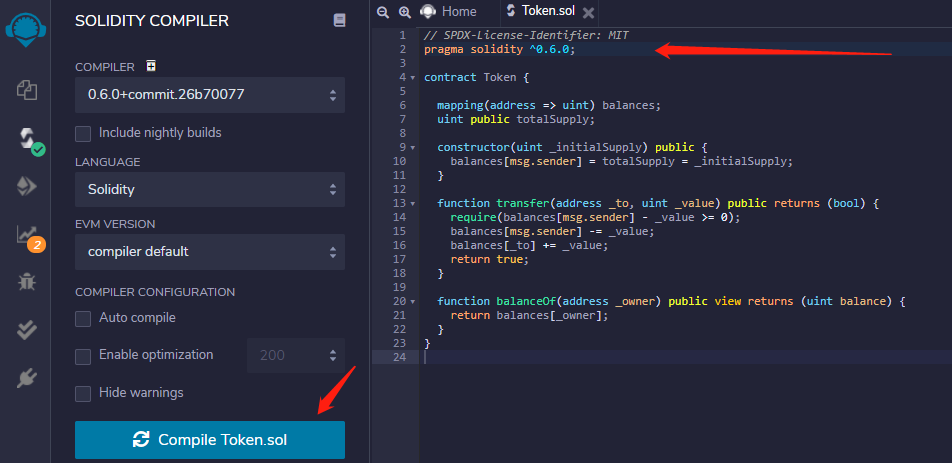 SOLIDITY COMPILER
COMPILER
0.6.0+commit.26b70077
Include nightly builds
LANGUAGE
Solidity
EVM VERSION
compiler default
COMPILER CONFIGURATION
Auto compile
Enable optimization
200
Hide warnings
Compile Token.sol
2
Home
Token.sol
1 // SPDX-License-Identifier: MIT
2 pragma solidity ^0.6.0;
3
4 contract Token {
5
6 mapping(address => uint) balances;
7 uint public totalSupply;
8
9 constructor(uint _initialSupply) public {
10 balances[msg.sender] = totalSupply = _initialSupply;
11 }
12
13 function transfer(address _to, uint _value) public returns (bool) {
14 require(balances[msg.sender] - _value >= 0);
15 balances[msg.sender] -= _value;
16 balances[_to] += _value;
17 return true;
18 }
19
20 function balanceOf(address _owner) public view returns (uint balance) {
21 return balances[_owner];
22 }
23 }
24